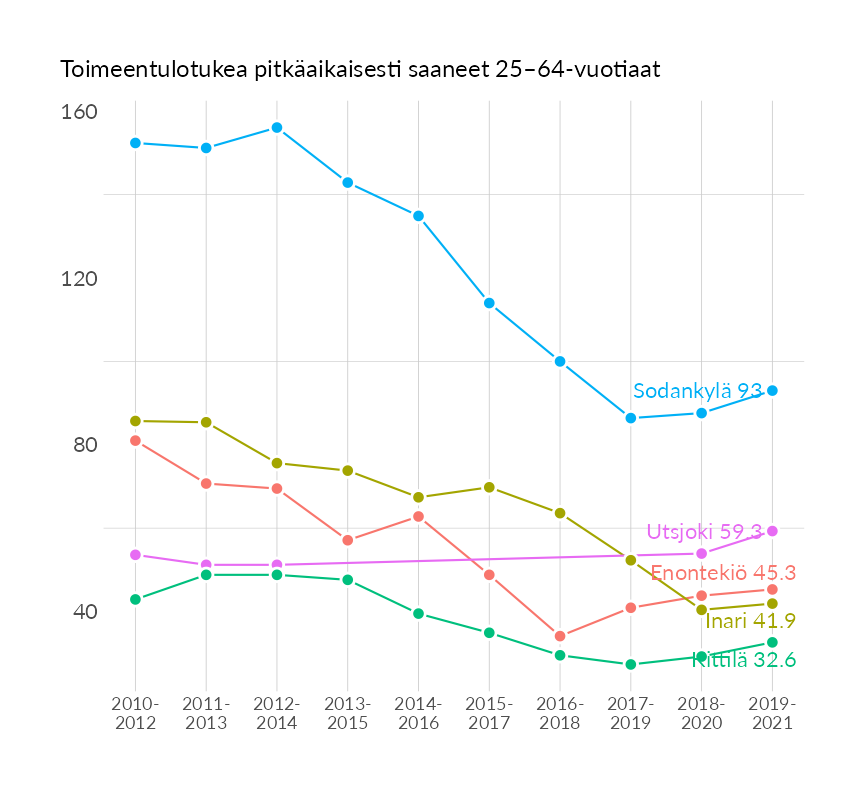 Toimeentulotukea pitkäaikaisesti saaneet 25–64-vuotiaat
160
120
80
40
Sodankylä 93
Utsjoki 59.3
Enontekiö 45.3
Inari 41.9
Kittilä 32.6
2010- 2011- 2012- 2013- 2014- 2015- 2016- 2017- 2018- 2019-
2012 2013 2014 2015 2016 2017 2018 2019 2020 2021